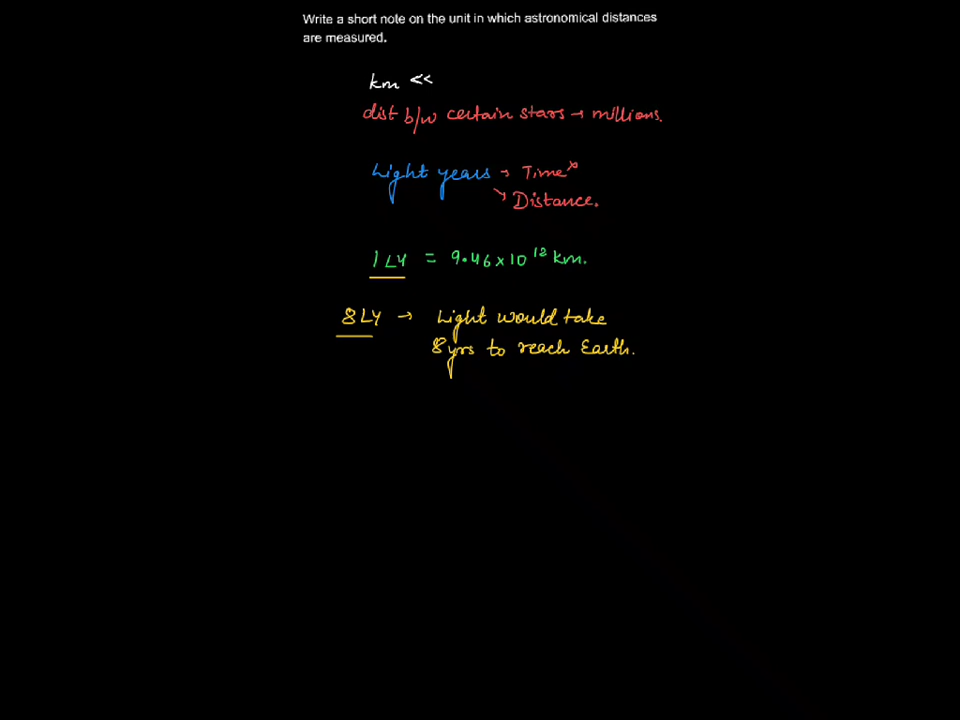 Write a short note on the unit in which astronomical distances
are measured.
km <<
dist b/w certain stars → millions.
Light years → Time ×
↘ Distance.
1 LY = 9.46 × 10¹² km.
8 LY → Light would take
8 yrs to reach Earth.